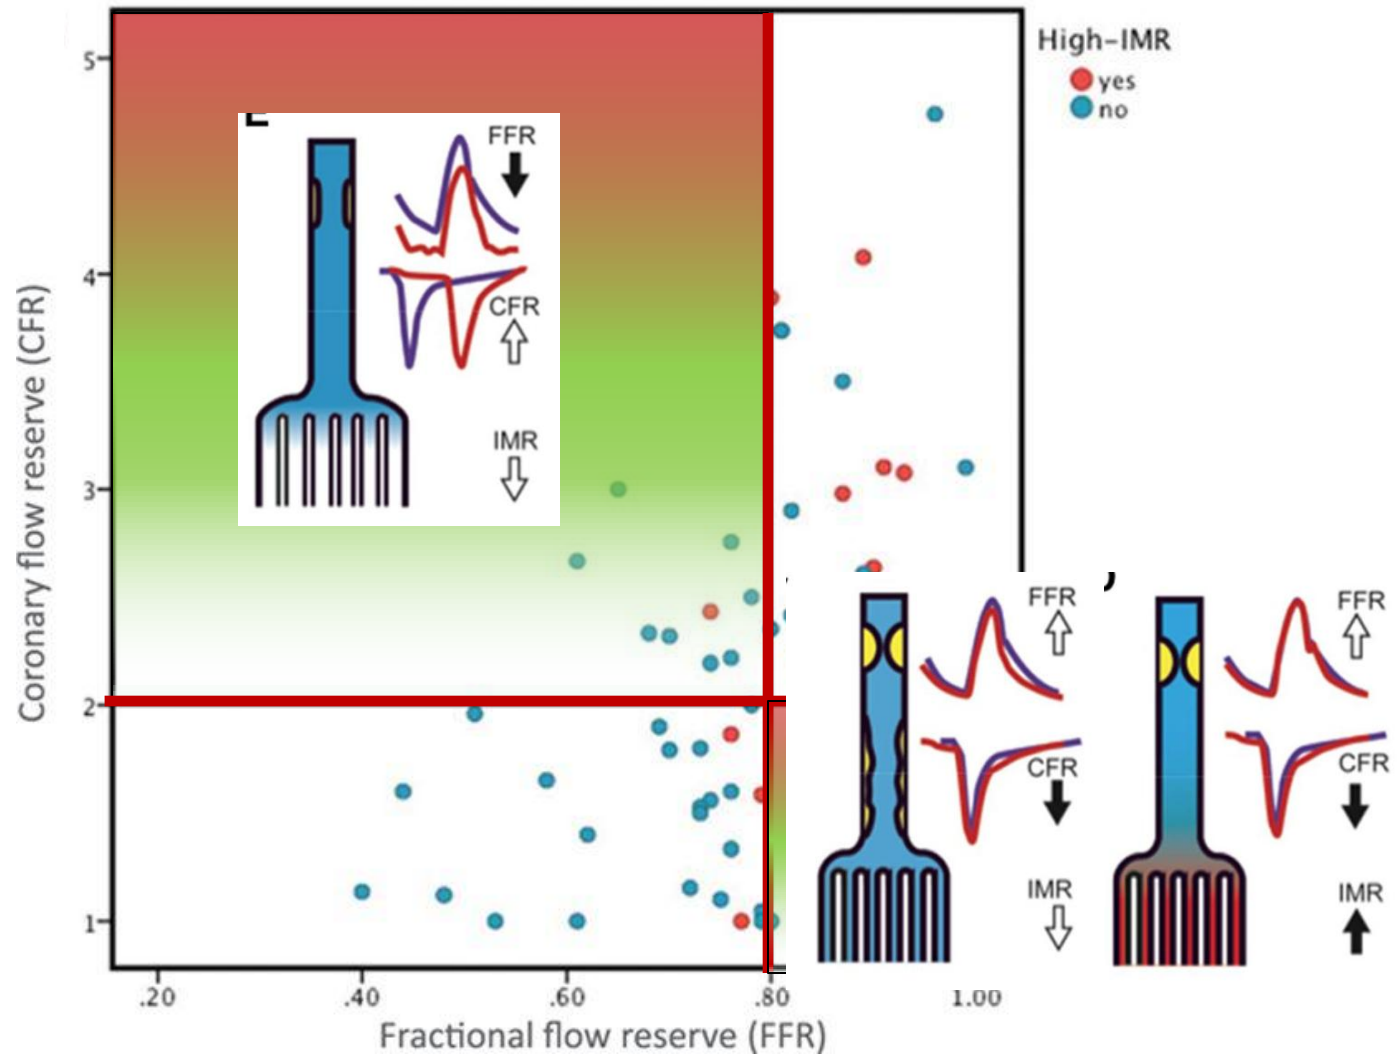 High-IMR
yes
no
5
4
3
2
1
Coronary flow reserve (CFR)
E
FFR
CFR
IMR
FFR
CFR
IMR
FFR
CFR
IMR
.20
.40
.60
.80
1.00
Fractional flow reserve (FFR)